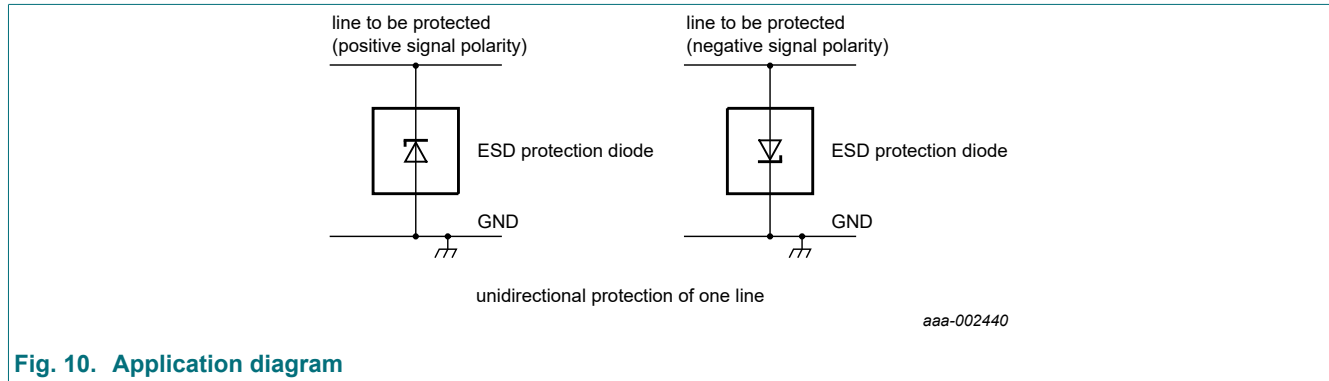 line to be protected
(positive signal polarity)
line to be protected
(negative signal polarity)
ESD protection diode
ESD protection diode
GND
GND
unidirectional protection of one line
aaa-002440
Fig. 10. Application diagram